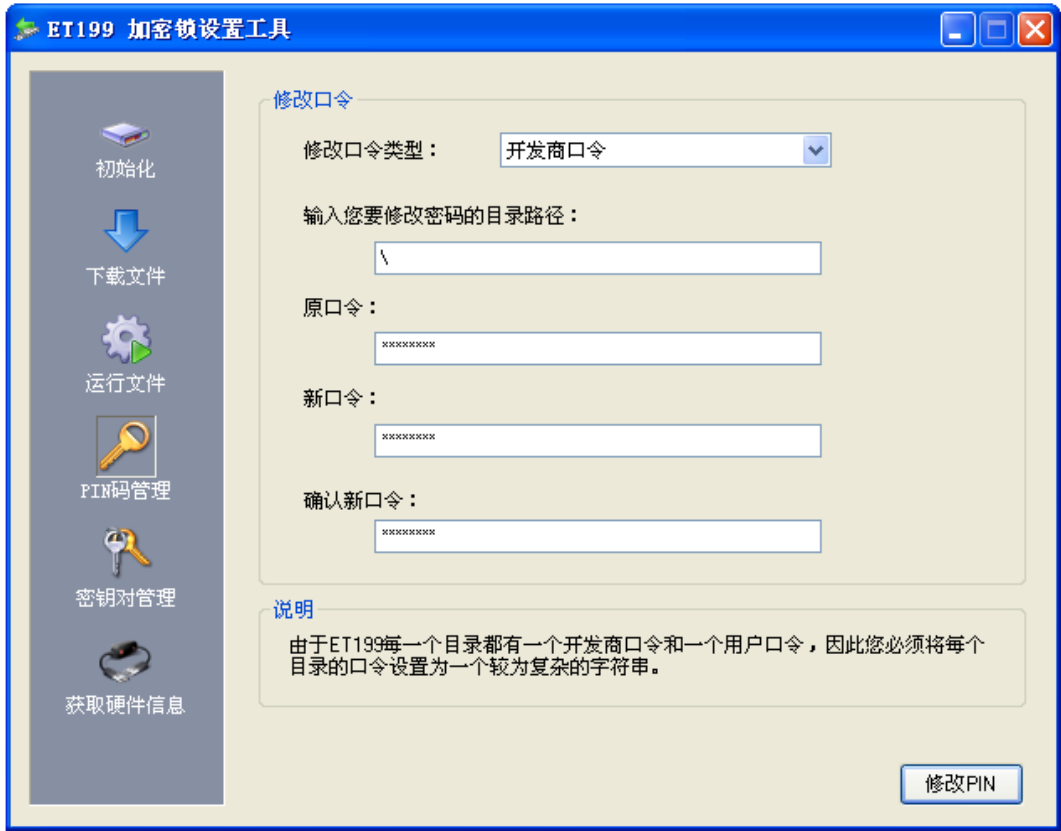 ET199 加密锁设置工具
初始化
下载文件
运行文件
PIN码管理
密钥对管理
获取硬件信息
修改口令
修改口令类型：
开发商口令
输入您要修改密码的目录路径：
\
原口令：
********
新口令：
********
确认新口令：
********
说明
由于ET199每一个目录都有一个开发商口令和一个用户口令，因此您必须将每个
目录的口令设置为一个较为复杂的字符串。
修改PIN